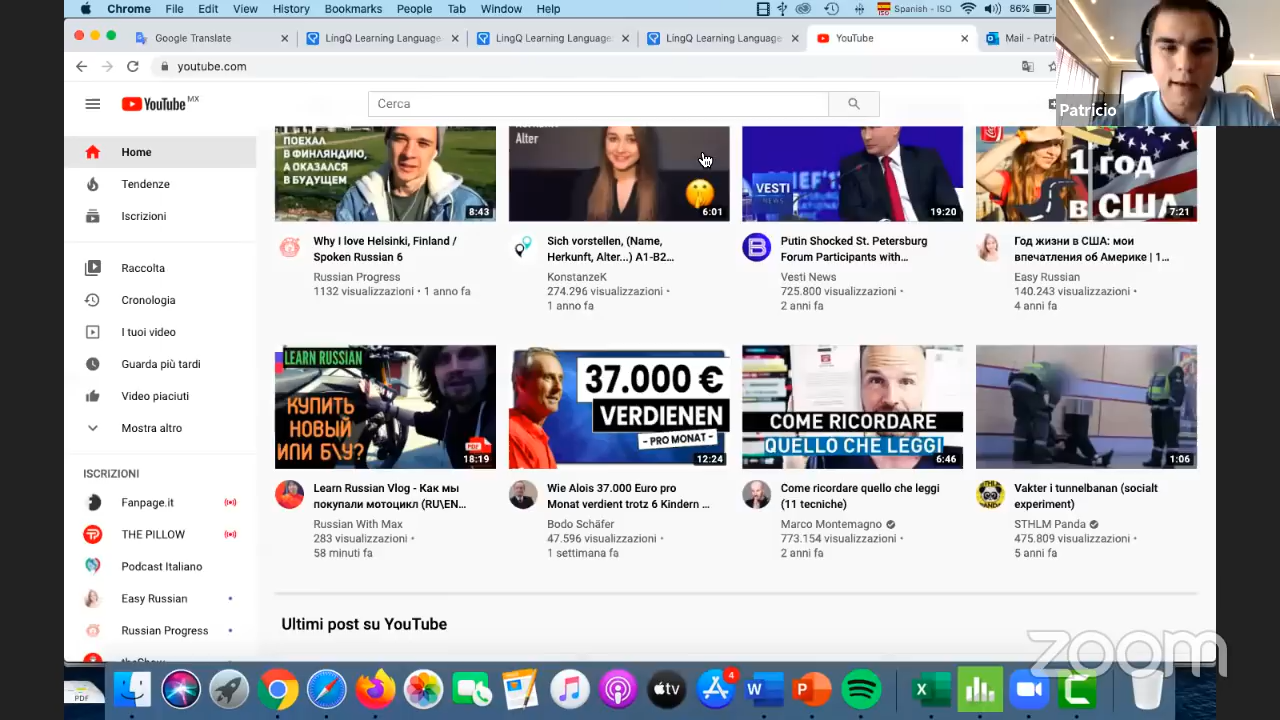 Chrome File Edit View History Bookmarks People Tab Window Help
Spanish - ISO 86%
Google Translate
LingQ Learning Language
LingQ Learning Language
LingQ Learning Language
YouTube
Mail - Patri
youtube.com
Patricio
YouTube MX
Cerca
Home
Tendenze
Iscrizioni
Raccolta
Cronologia
I tuoi video
Guarda più tardi
Video piaciuti
Mostra altro
ISCRIZIONI
Fanpage.it
THE PILLOW
Podcast Italiano
Easy Russian
Russian Progress
ПОЕХАЛ
В ФИНЛЯНДИЮ,
А ОКАЗАЛСЯ
В БУДУЩЕМ
8:43
Why I love Helsinki, Finland /
Spoken Russian 6
Russian Progress
1132 visualizzazioni • 1 anno fa
Alter
6:01
Sich vorstellen, (Name,
Herkunft, Alter...) A1-B2...
KonstanzeK
274.296 visualizzazioni •
1 anno fa
VESTI
NEWS
19:20
Putin Shocked St. Petersburg
Forum Participants with...
Vesti News
725.800 visualizzazioni •
2 anni fa
1 год
в США
7:21
Год жизни в США: мои
впечатления об Америке | 1...
Easy Russian
140.243 visualizzazioni •
4 anni fa
LEARN RUSSIAN
КУПИТЬ
НОВЫЙ
ИЛИ Б\У?
PDF
18:19
Learn Russian Vlog - Как мы
покупали мотоцикл (RU\EN...
Russian With Max
283 visualizzazioni •
58 minuti fa
37.000 €
VERDIENEN
- PRO MONAT -
12:24
Wie Alois 37.000 Euro pro
Monat verdient trotz 6 Kindern ...
Bodo Schäfer
47.596 visualizzazioni •
1 settimana fa
COME RICORDARE
QUELLO CHE LEGGI
6:46
Come ricordare quello che leggi
(11 tecniche)
Marco Montemagno
773.154 visualizzazioni •
2 anni fa
1:06
Vakter i tunnelbanan (socialt
experiment)
STHLM Panda
475.809 visualizzazioni •
5 anni fa
Ultimi post su YouTube
zoom
PDF
tv
4
W
P
X
C